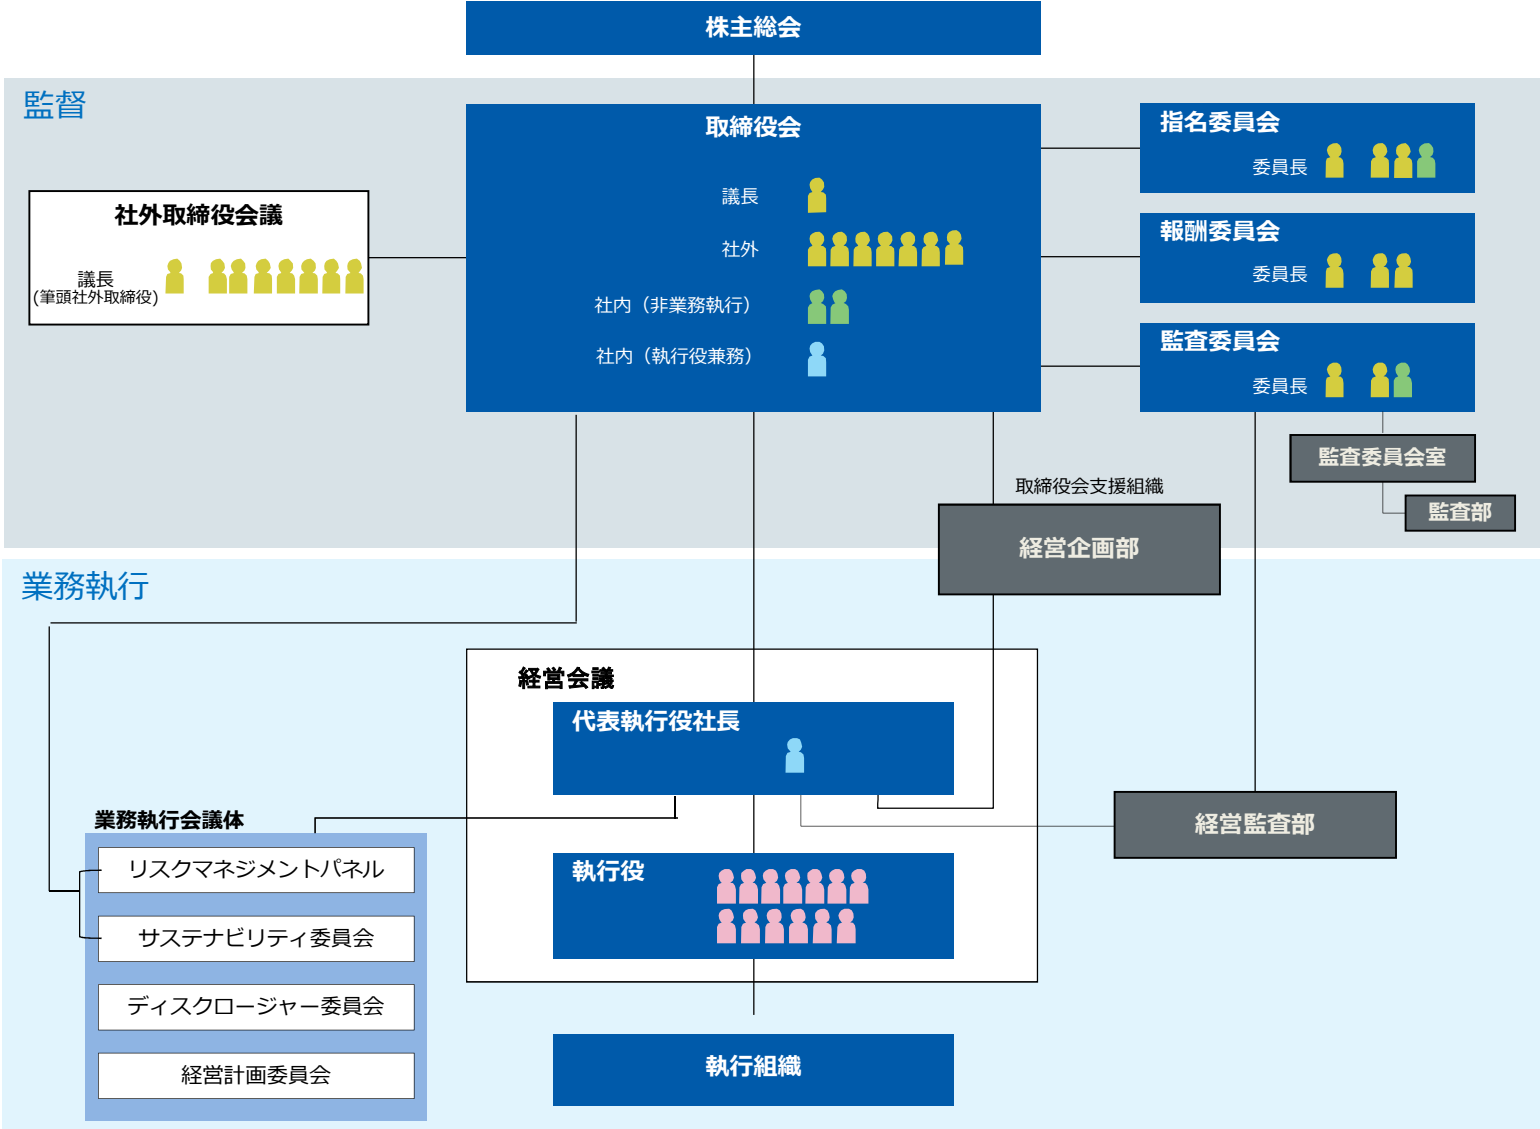 株主総会
監督
取締役会
議長
社外
社内（非業務執行）
社内（執行役兼務）
社外取締役会議
議長
(筆頭社外取締役)
指名委員会
委員長
報酬委員会
委員長
監査委員会
委員長
監査委員会室
監査部
取締役会支援組織
経営企画部
業務執行
経営会議
代表執行役社長
経営監査部
執行役
執行組織
業務執行会議体
リスクマネジメントパネル
サステナビリティ委員会
ディスクロージャー委員会
経営計画委員会